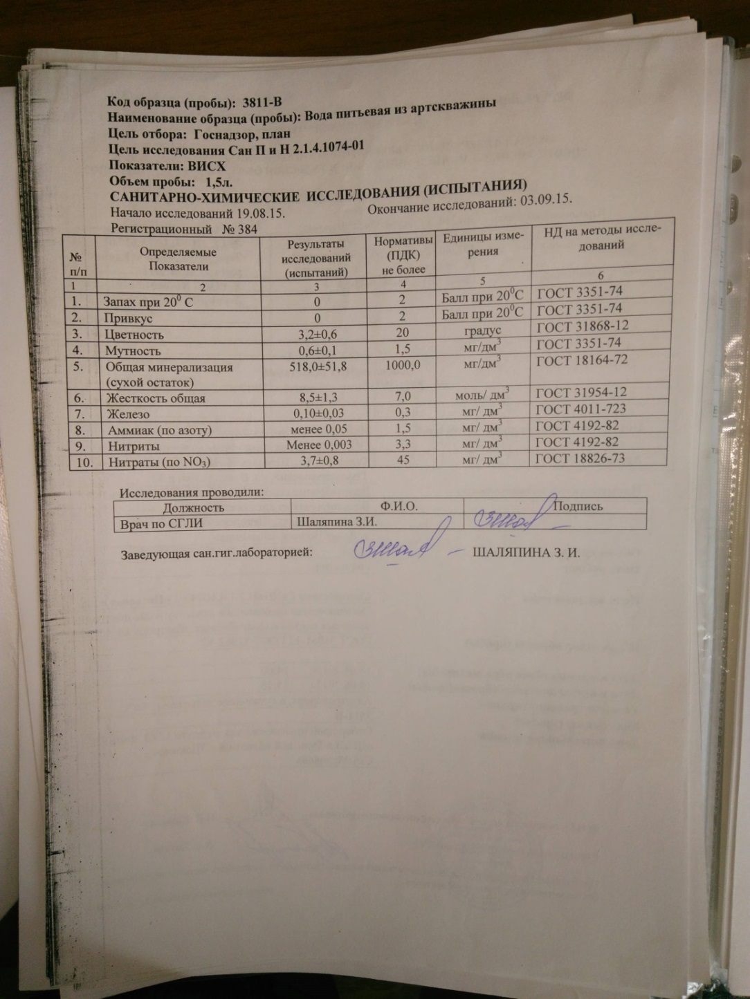 Код образца (пробы): 3811-В
Наименование образца (пробы): Вода питьевая из артскважины
Цель отбора: Госнадзор, план
Цель исследования Сан П и Н 2.1.4.1074-01
Показатели: ВИСХ
Объем пробы: 1,5л.
САНИТАРНО-ХИМИЧЕСКИЕ ИССЛЕДОВАНИЯ (ИСПЫТАНИЯ)
Начало исследований 19.08.15. Окончание исследований: 03.09.15.
Регистрационный № 384
№ п/п Определяемые Показатели Результаты исследований (испытаний) Нормативы (ПДК) не более Единицы изме-рения НД на методы иссле-дований
1 2 3 4 5 6
1. Запах при 20⁰ С 0 2 Балл при 20⁰С ГОСТ 3351-74
2. Привкус 0 2 Балл при 20⁰С ГОСТ 3351-74
3. Цветность 3,2±0,6 20 градус ГОСТ 31868-12
4. Мутность 0,6±0,1 1,5 мг/дм³ ГОСТ 3351-74
5. Общая минерализация (сухой остаток) 518,0±51,8 1000,0 мг/дм³ ГОСТ 18164-72
6. Жесткость общая 8,5±1,3 7,0 моль/ дм³ ГОСТ 31954-12
7. Железо 0,10±0,03 0,3 мг/ дм³ ГОСТ 4011-723
8. Аммиак (по азоту) менее 0,05 1,5 мг/ дм³ ГОСТ 4192-82
9. Нитриты Менее 0,003 3,3 мг/ дм³ ГОСТ 4192-82
10. Нитраты (по NO₃) 3,7±0,8 45 мг/ дм³ ГОСТ 18826-73
Исследования проводили:
Должность Ф.И.О. Подпись
Врач по СГЛИ Шаляпина З.И.
Заведующая сан.гиг.лабораторией: ШАЛЯПИНА З. И.